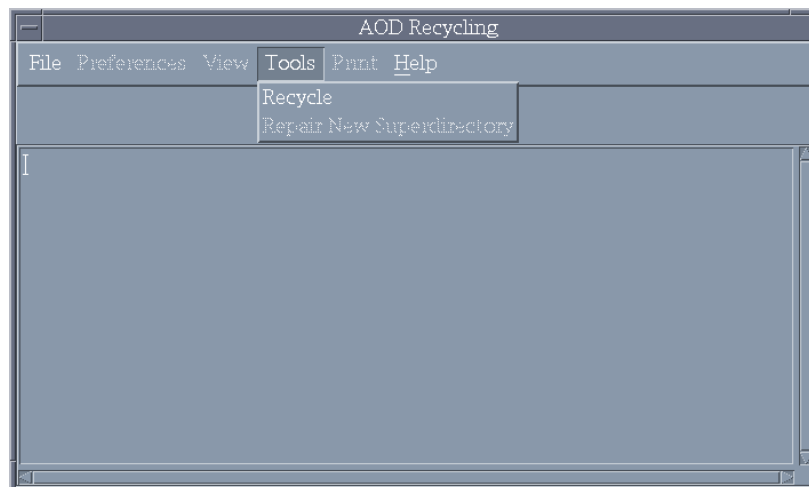 AOD Recycling
File Preferences View Tools Print Help
Recycle
Repair New Superdirectory